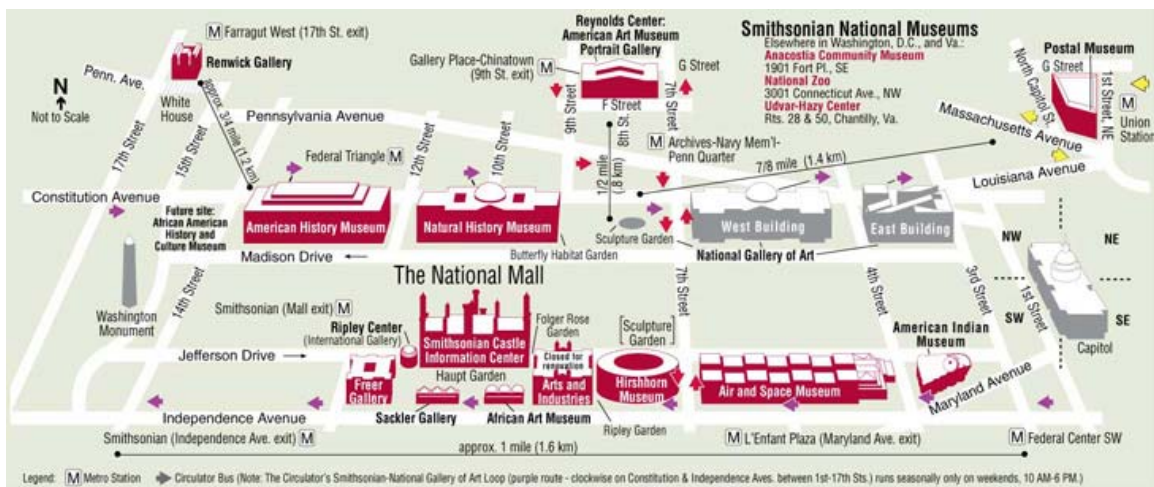 Farragut West (17th St. exit)
M
Renwick Gallery
Penn. Ave.
N
Not to Scale
White
House
approx. 3/4 mile (1.2 km)
17th Street
15th Street
Pennsylvania Avenue
Reynolds Center:
American Art Museum
Portrait Gallery
Gallery Place-Chinatown
(9th St. exit)
M
G Street
F Street
9th Street
8th St.
7th Street
M
Archives-Navy Mem'l-
Penn Quarter
Smithsonian National Museums
Elsewhere in Washington, D.C., and Va.:
Anacostia Community Museum
1901 Fort Pl., SE
National Zoo
3001 Connecticut Ave., NW
Udvar-Hazy Center
Rts. 28 & 50, Chantilly, Va.
Postal Museum
G Street
North Capitol St.
1st Street, NE
M
Union
Station
Massachusetts Avenue
Louisiana Avenue
Federal Triangle M
12th Street
10th Street
1/2 mile
(.8 km)
7/8 mile (1.4 km)
Constitution Avenue
Future site:
African American
History and
Culture Museum
American History Museum
Natural History Museum
Sculpture Garden
West Building
East Building
National Gallery of Art
Butterfly Habitat Garden
Madison Drive
NW
NE
SW
SE
Capitol
Washington
Monument
14th Street
The National Mall
7th Street
4th Street
3rd Street
1st Street
Smithsonian (Mall exit) M
Ripley Center
(International Gallery)
Smithsonian Castle
Information Center
Folger Rose
Garden
Closed for
renovation
Arts and
Industries
[Sculpture
Garden]
Hirshhorn
Museum
Air and Space Museum
American Indian
Museum
Maryland Avenue
Jefferson Drive
Freer
Gallery
Haupt Garden
Sackler Gallery
African Art Museum
Ripley Garden
Independence Avenue
Smithsonian (Independence Ave. exit) M
approx. 1 mile (1.6 km)
M L'Enfant Plaza (Maryland Ave. exit)
M Federal Center SW
Legend: M Metro Station Circulator Bus (Note: The Circulator's Smithsonian-National Gallery of Art Loop (purple route - clockwise on Constitution & Independence Aves. between 1st-17th Sts.) runs seasonally only on weekends, 10 AM-6 PM.)